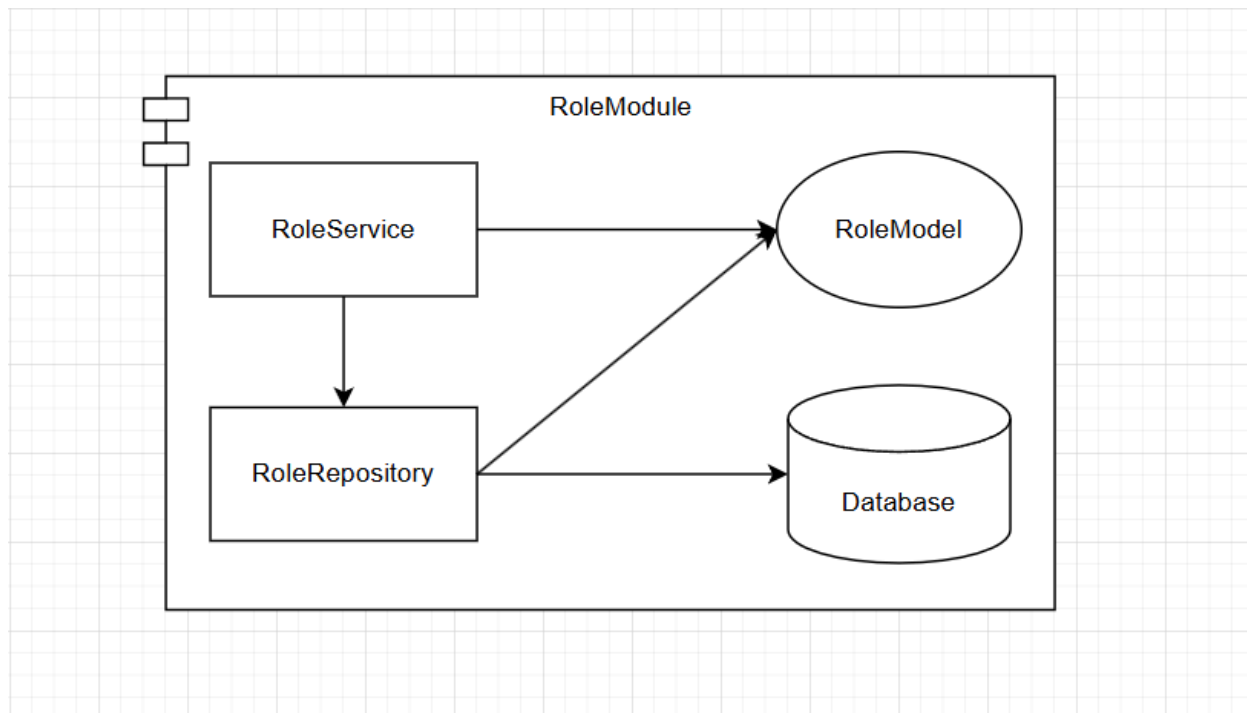 RoleModule
RoleService
RoleModel
RoleRepository
Database